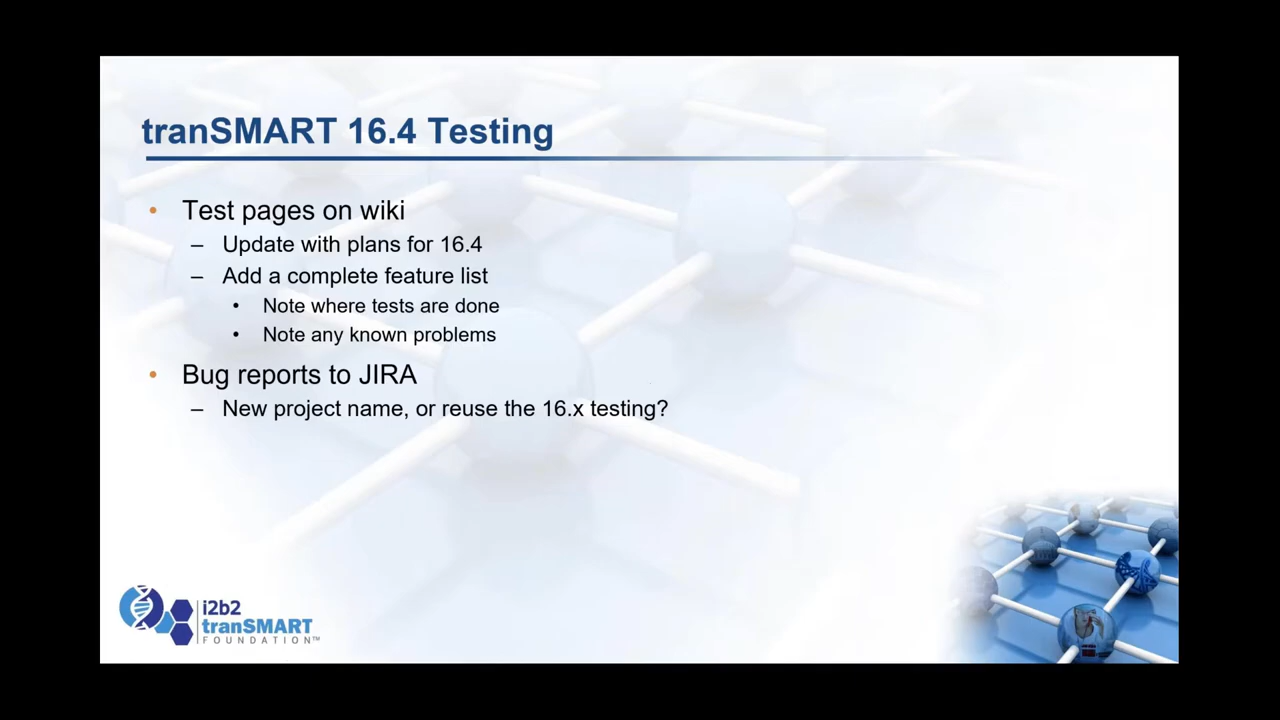 tranSMART 16.4 Testing
• Test pages on wiki
– Update with plans for 16.4
– Add a complete feature list
• Note where tests are done
• Note any known problems
• Bug reports to JIRA
– New project name, or reuse the 16.x testing?
i2b2
tranSMART
FOUNDATION™